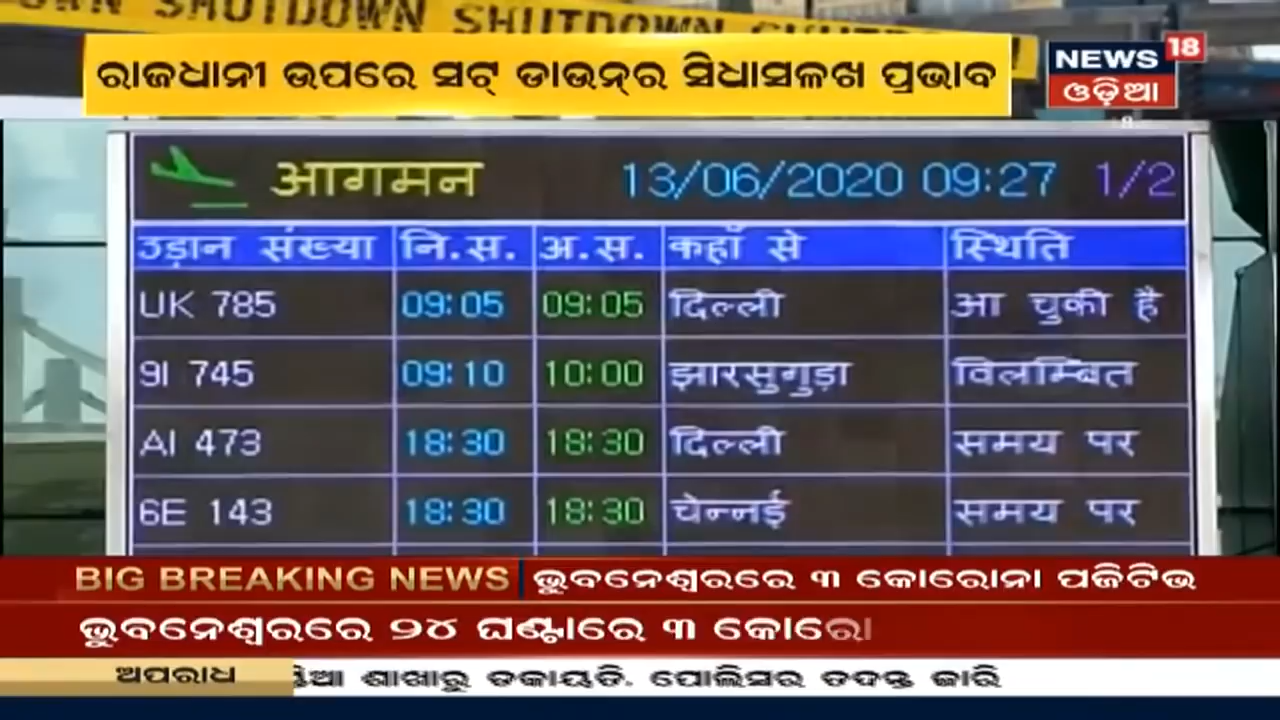 SHUTDOWN SHUTDOWN
ରାଜଧାନୀ ଉପରେ ସଟ୍ ଡାଉନ୍‌ର ସିଧାସଳଖ ପ୍ରଭାବ
NEWS 18
ଓଡ଼ିଆ
आगमन 13/06/2020 09:27 1/2
उड़ान संख्या नि.स. अ.स. कहाँ से स्थिति
UK 785 09:05 09:05 दिल्ली आ चुकी है
9I 745 09:10 10:00 झारसुगुड़ा विलम्बित
AI 473 18:30 18:30 दिल्ली समय पर
6E 143 18:30 18:30 चेन्नई समय पर
BIG BREAKING NEWS ଭୁବନେଶ୍ୱରରେ ୩ କୋରୋନା ପଜିଟିଭ
ଭୁବନେଶ୍ୱରରେ ୨୪ ଘଣ୍ଟାରେ ୩ କୋରୋ
ଅପରାଧ ଶାଖାରୁ ଡକାୟତି. ପୋଲିସର ତଦନ୍ତ ଜାରି